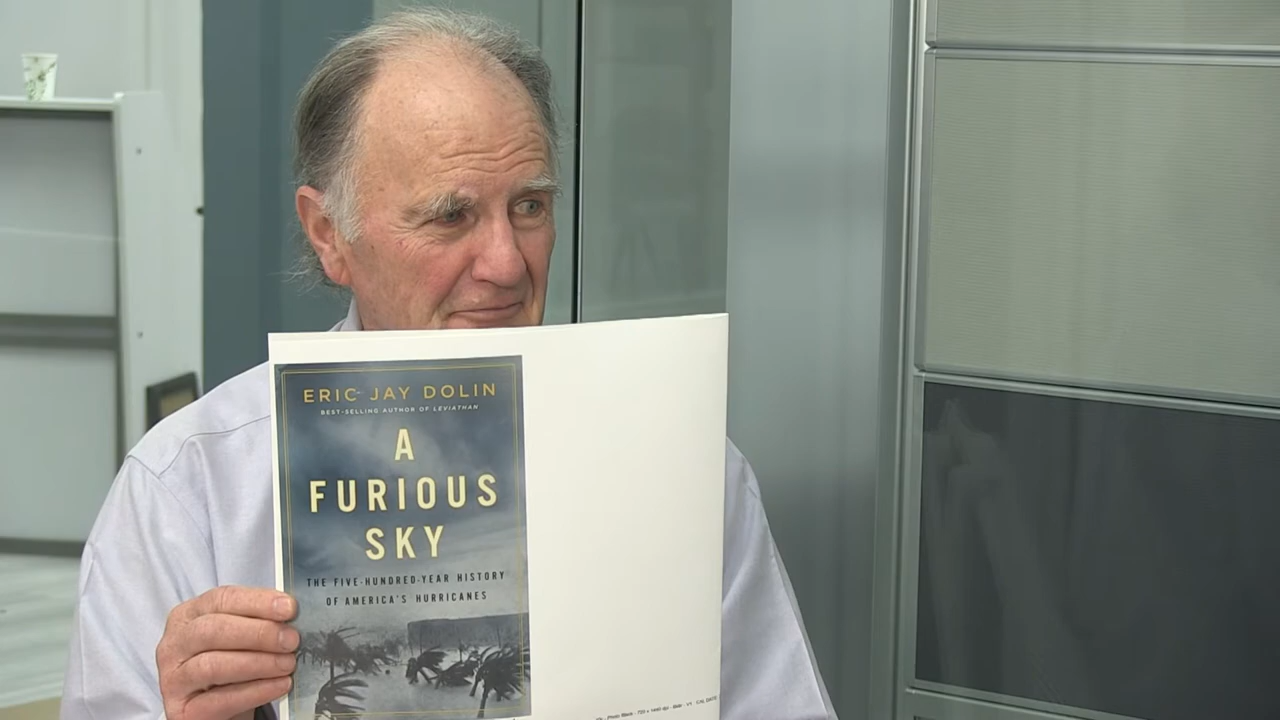 ERIC JAY DOLIN
BEST-SELLING AUTHOR OF LEVIATHAN
A
FURIOUS
SKY
THE FIVE-HUNDRED-YEAR HISTORY
OF AMERICA'S HURRICANES